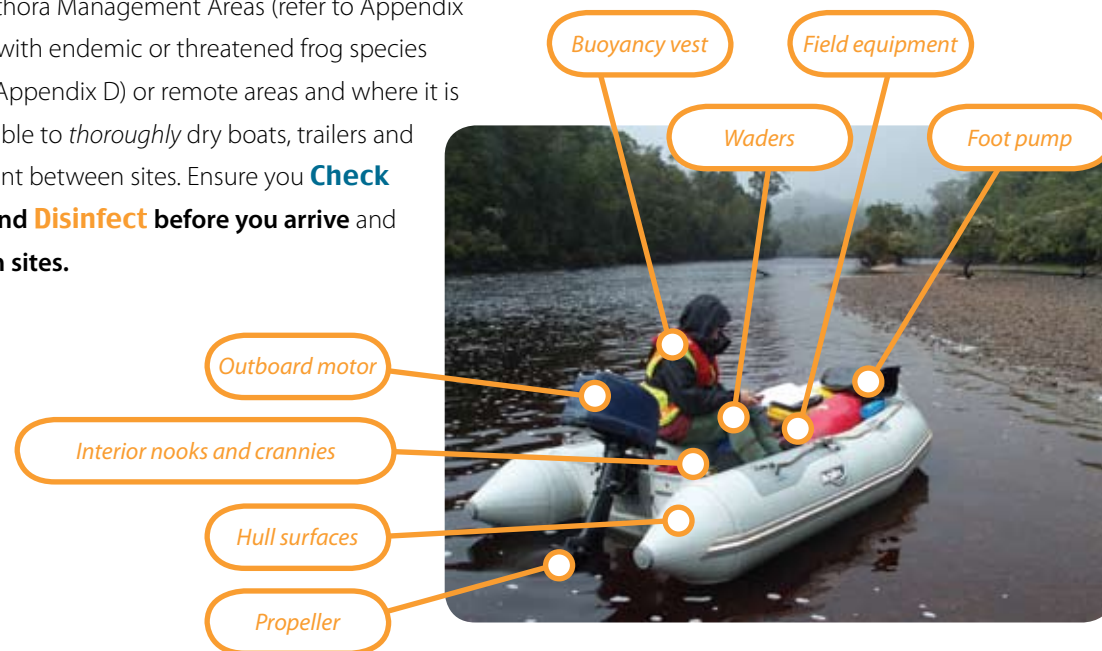 thora Management Areas (refer to Appendix
with endemic or threatened frog species
Appendix D) or remote areas and where it is
ble to thoroughly dry boats, trailers and
nt between sites. Ensure you Check
nd Disinfect before you arrive and
n sites.
Buoyancy vest
Field equipment
Waders
Foot pump
Outboard motor
Interior nooks and crannies
Hull surfaces
Propeller